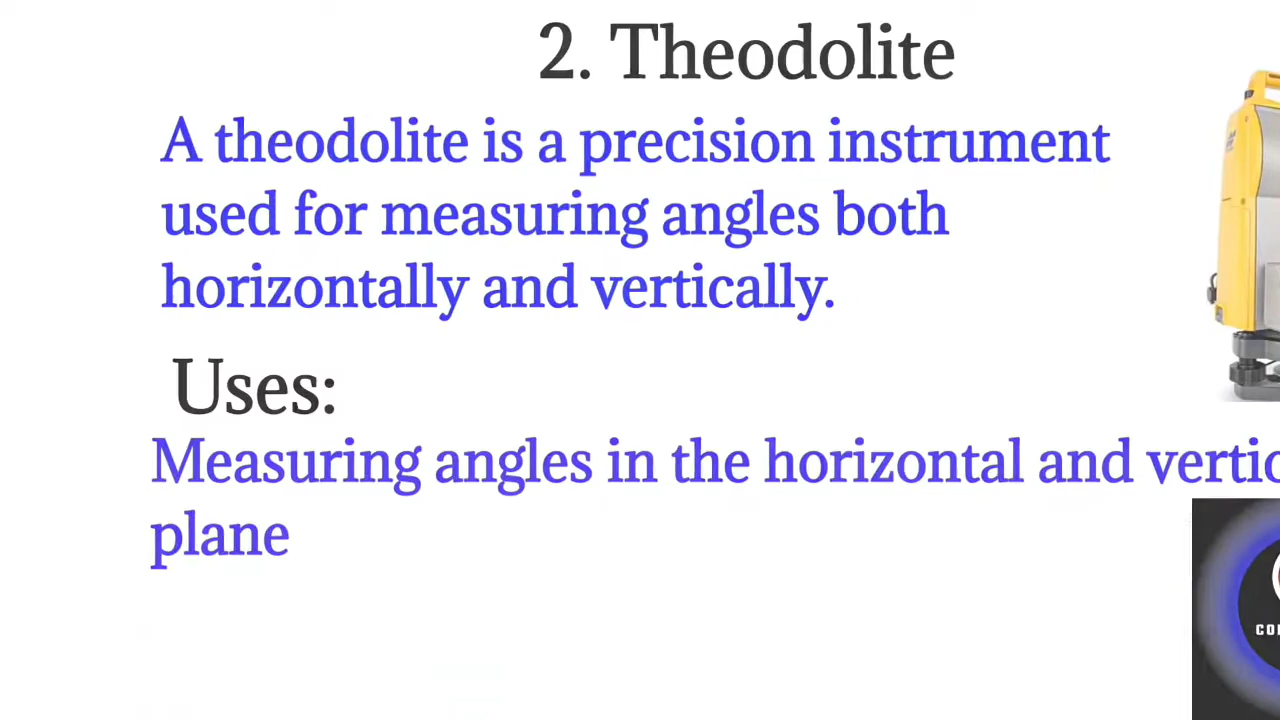 2. Theodolite
A theodolite is a precision instrument
used for measuring angles both
horizontally and vertically.
Uses:
Measuring angles in the horizontal and
plane